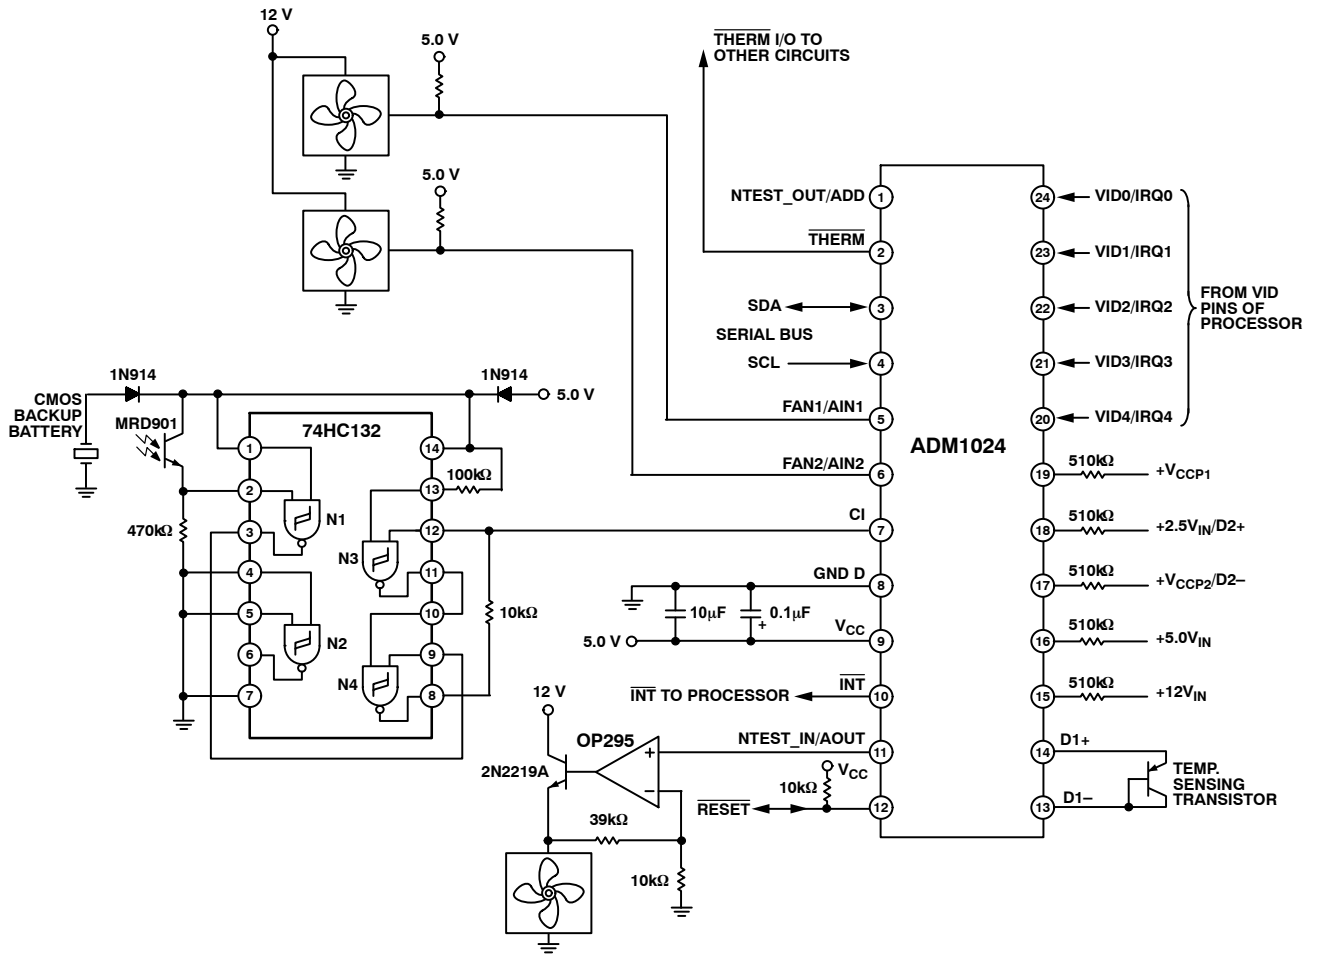 12 V
5.0 V
5.0 V
THERM I/O TO
OTHER CIRCUITS
NTEST_OUT/ADD
1
THERM
2
SDA
3
SERIAL BUS
SCL
4
FAN1/AIN1
5
FAN2/AIN2
6
CI
7
GND D
8
10μF
0.1μF
+
5.0 V
VCC
9
INT TO PROCESSOR
INT
10
NTEST_IN/AOUT
11
VCC
10kΩ
RESET
12
ADM1024
24
VID0/IRQ0
23
VID1/IRQ1
22
VID2/IRQ2
21
VID3/IRQ3
20
VID4/IRQ4
FROM VID
PINS OF
PROCESSOR
19
510kΩ
+VCCP1
18
510kΩ
+2.5VIN/D2+
17
510kΩ
+VCCP2/D2–
16
510kΩ
+5.0VIN
15
510kΩ
+12VIN
14
D1+
13
D1–
TEMP.
SENSING
TRANSISTOR
1N914
1N914
5.0 V
CMOS
BACKUP
BATTERY
MRD901
470kΩ
74HC132
1
2
3
4
5
6
7
14
13
12
11
10
9
8
N1
N2
N3
N4
100kΩ
10kΩ
12 V
OP295
+
–
2N2219A
39kΩ
10kΩ